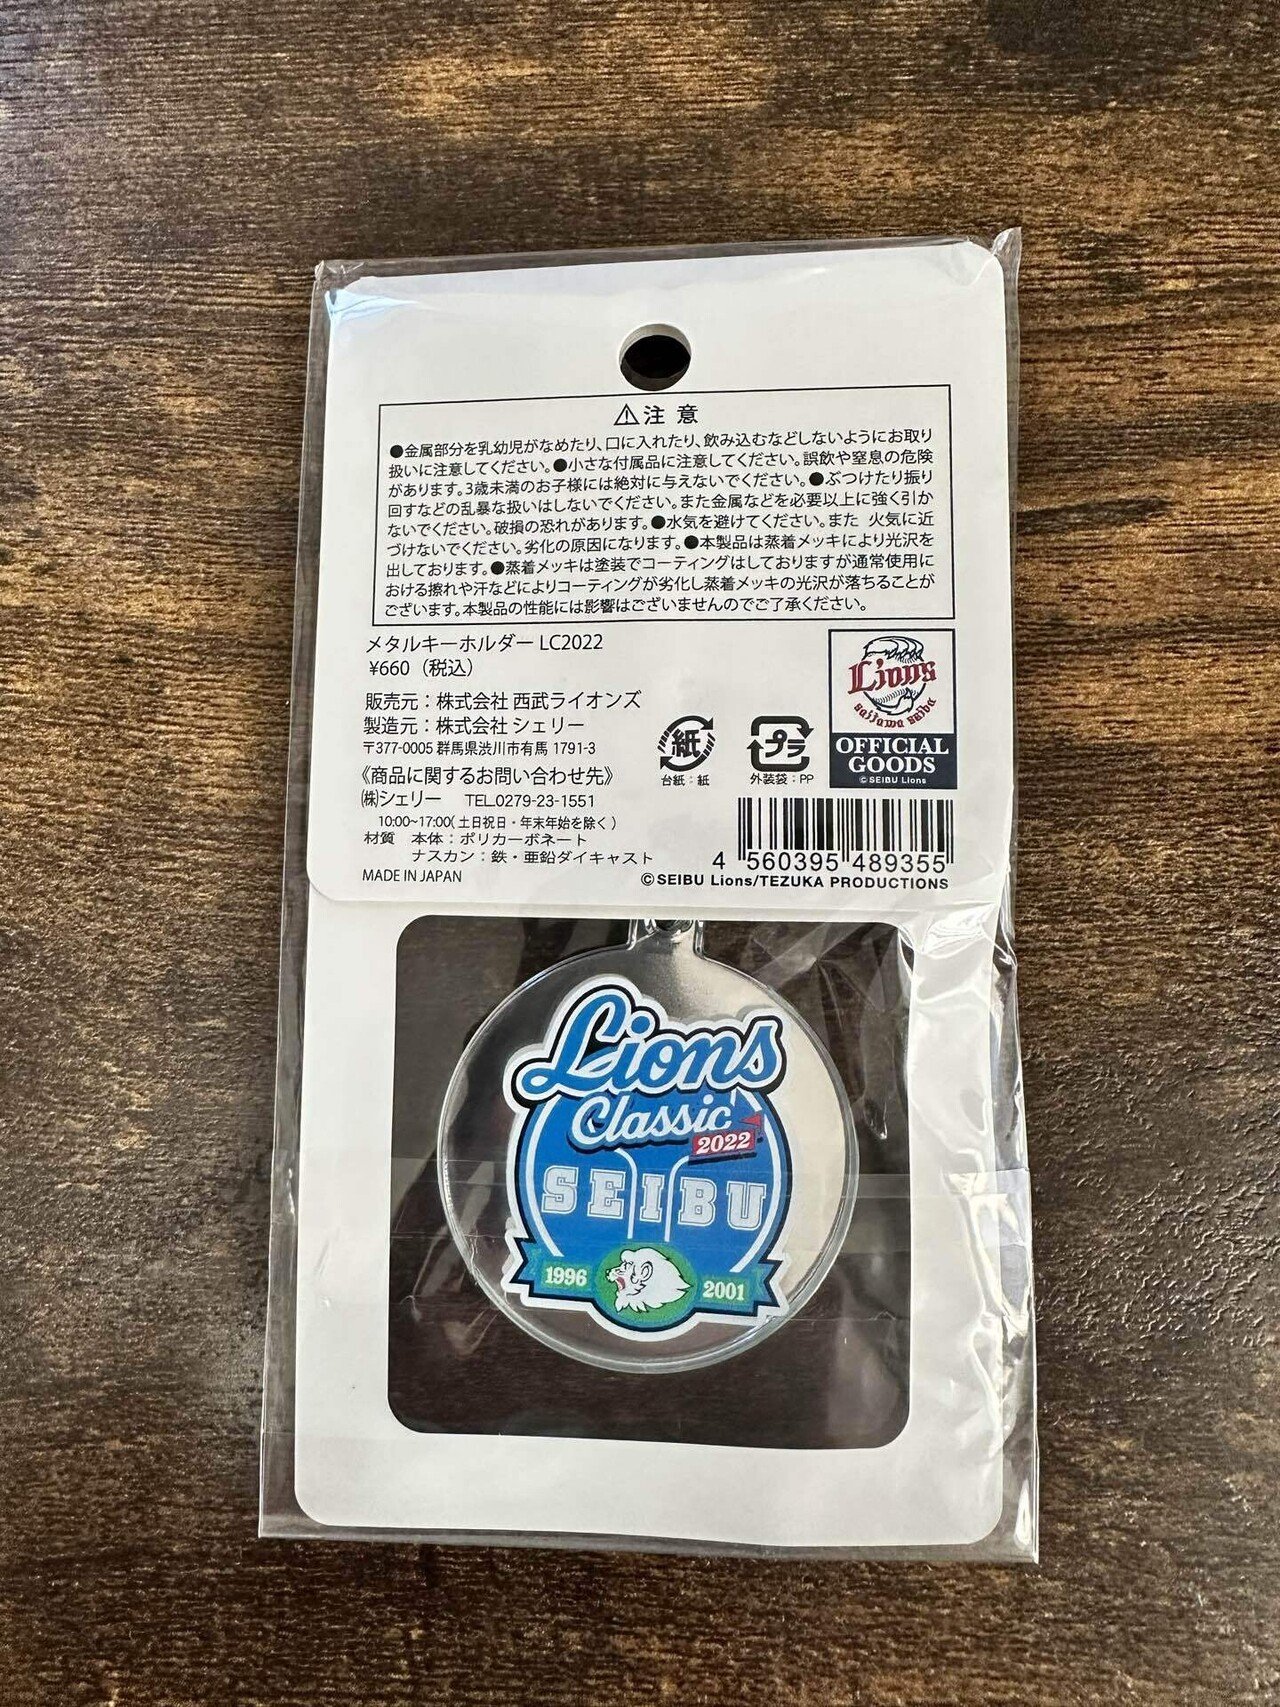 ⚠注意
●金属部分を乳幼児がなめたり、口に入れたり、飲み込むなどしないようにお取り
扱いに注意してください。●小さな付属品に注意してください。誤飲や窒息の危険
があります。3歳未満のお子様には絶対に与えないでください。●ぶつけたり振り
回すなどの乱暴な扱いはしないでください。また金属などを必要以上に強く引か
ないでください。破損の恐れがあります。●水気を避けてください。また 火気に近
づけないでください。劣化の原因になります。●本製品は蒸着メッキにより光沢を
出しております。●蒸着メッキは塗装でコーティングはしておりますが通常使用に
おける擦れや汗などによりコーティングが劣化し蒸着メッキの光沢が落ちることが
ございます。本製品の性能には影響はございませんのでご了承ください。
メタルキーホルダー LC2022
¥660（税込）
販売元：株式会社 西武ライオンズ
製造元：株式会社 シェリー
〒377-0005 群馬県渋川市有馬 1791-3
《商品に関するお問い合わせ先》
㈱シェリー TEL.0279-23-1551
10:00~17:00(土日祝日・年末年始を除く)
材質 本体：ポリカーボネート
ナスカン：鉄・亜鉛ダイキャスト
MADE IN JAPAN
紙
台紙：紙
プラ
外装袋：PP
Lions
saitama seibu
OFFICIAL
GOODS
©SEIBU Lions
4 560395 489355
©SEIBU Lions/TEZUKA PRODUCTIONS
Lions
Classic
2022
SEIBU
1996 2001